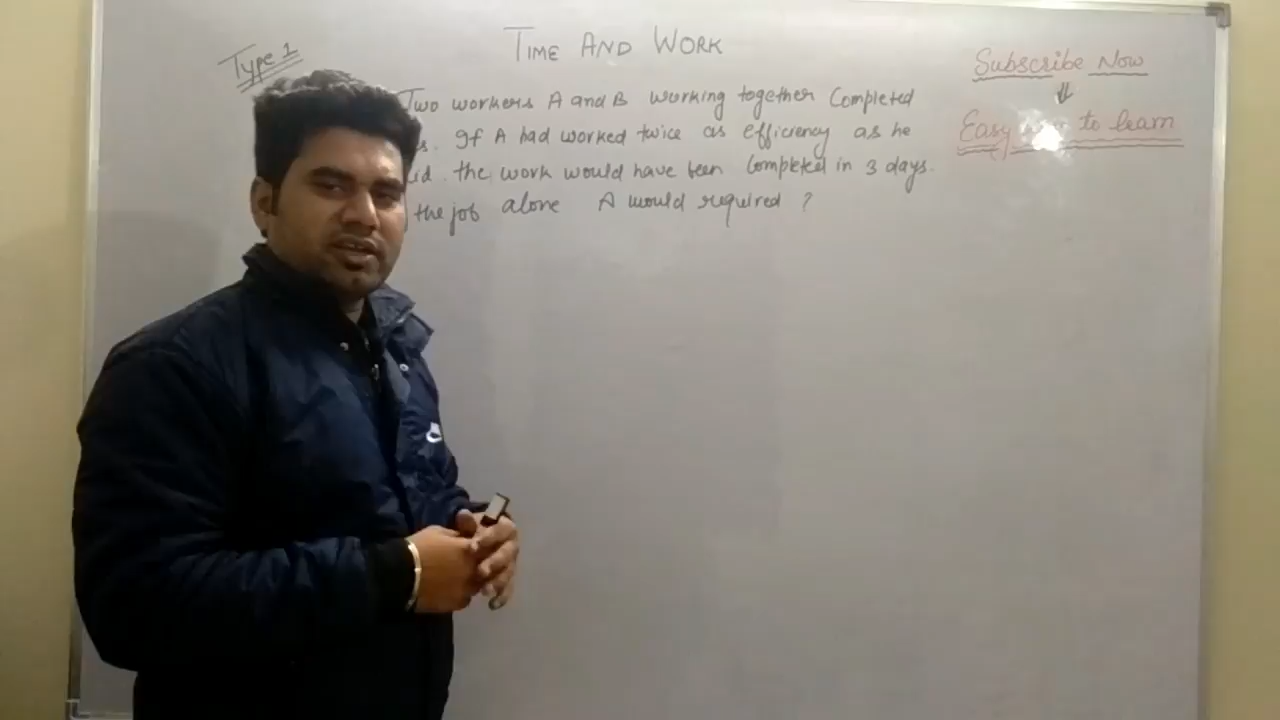 Type 1
TIME AND WORK
Subscribe Now
Two workers A and B working together Completed
If A had worked twice as efficiency as he
the work would have been Completed in 3 days.
the job alone A would required ?
Easy to learn